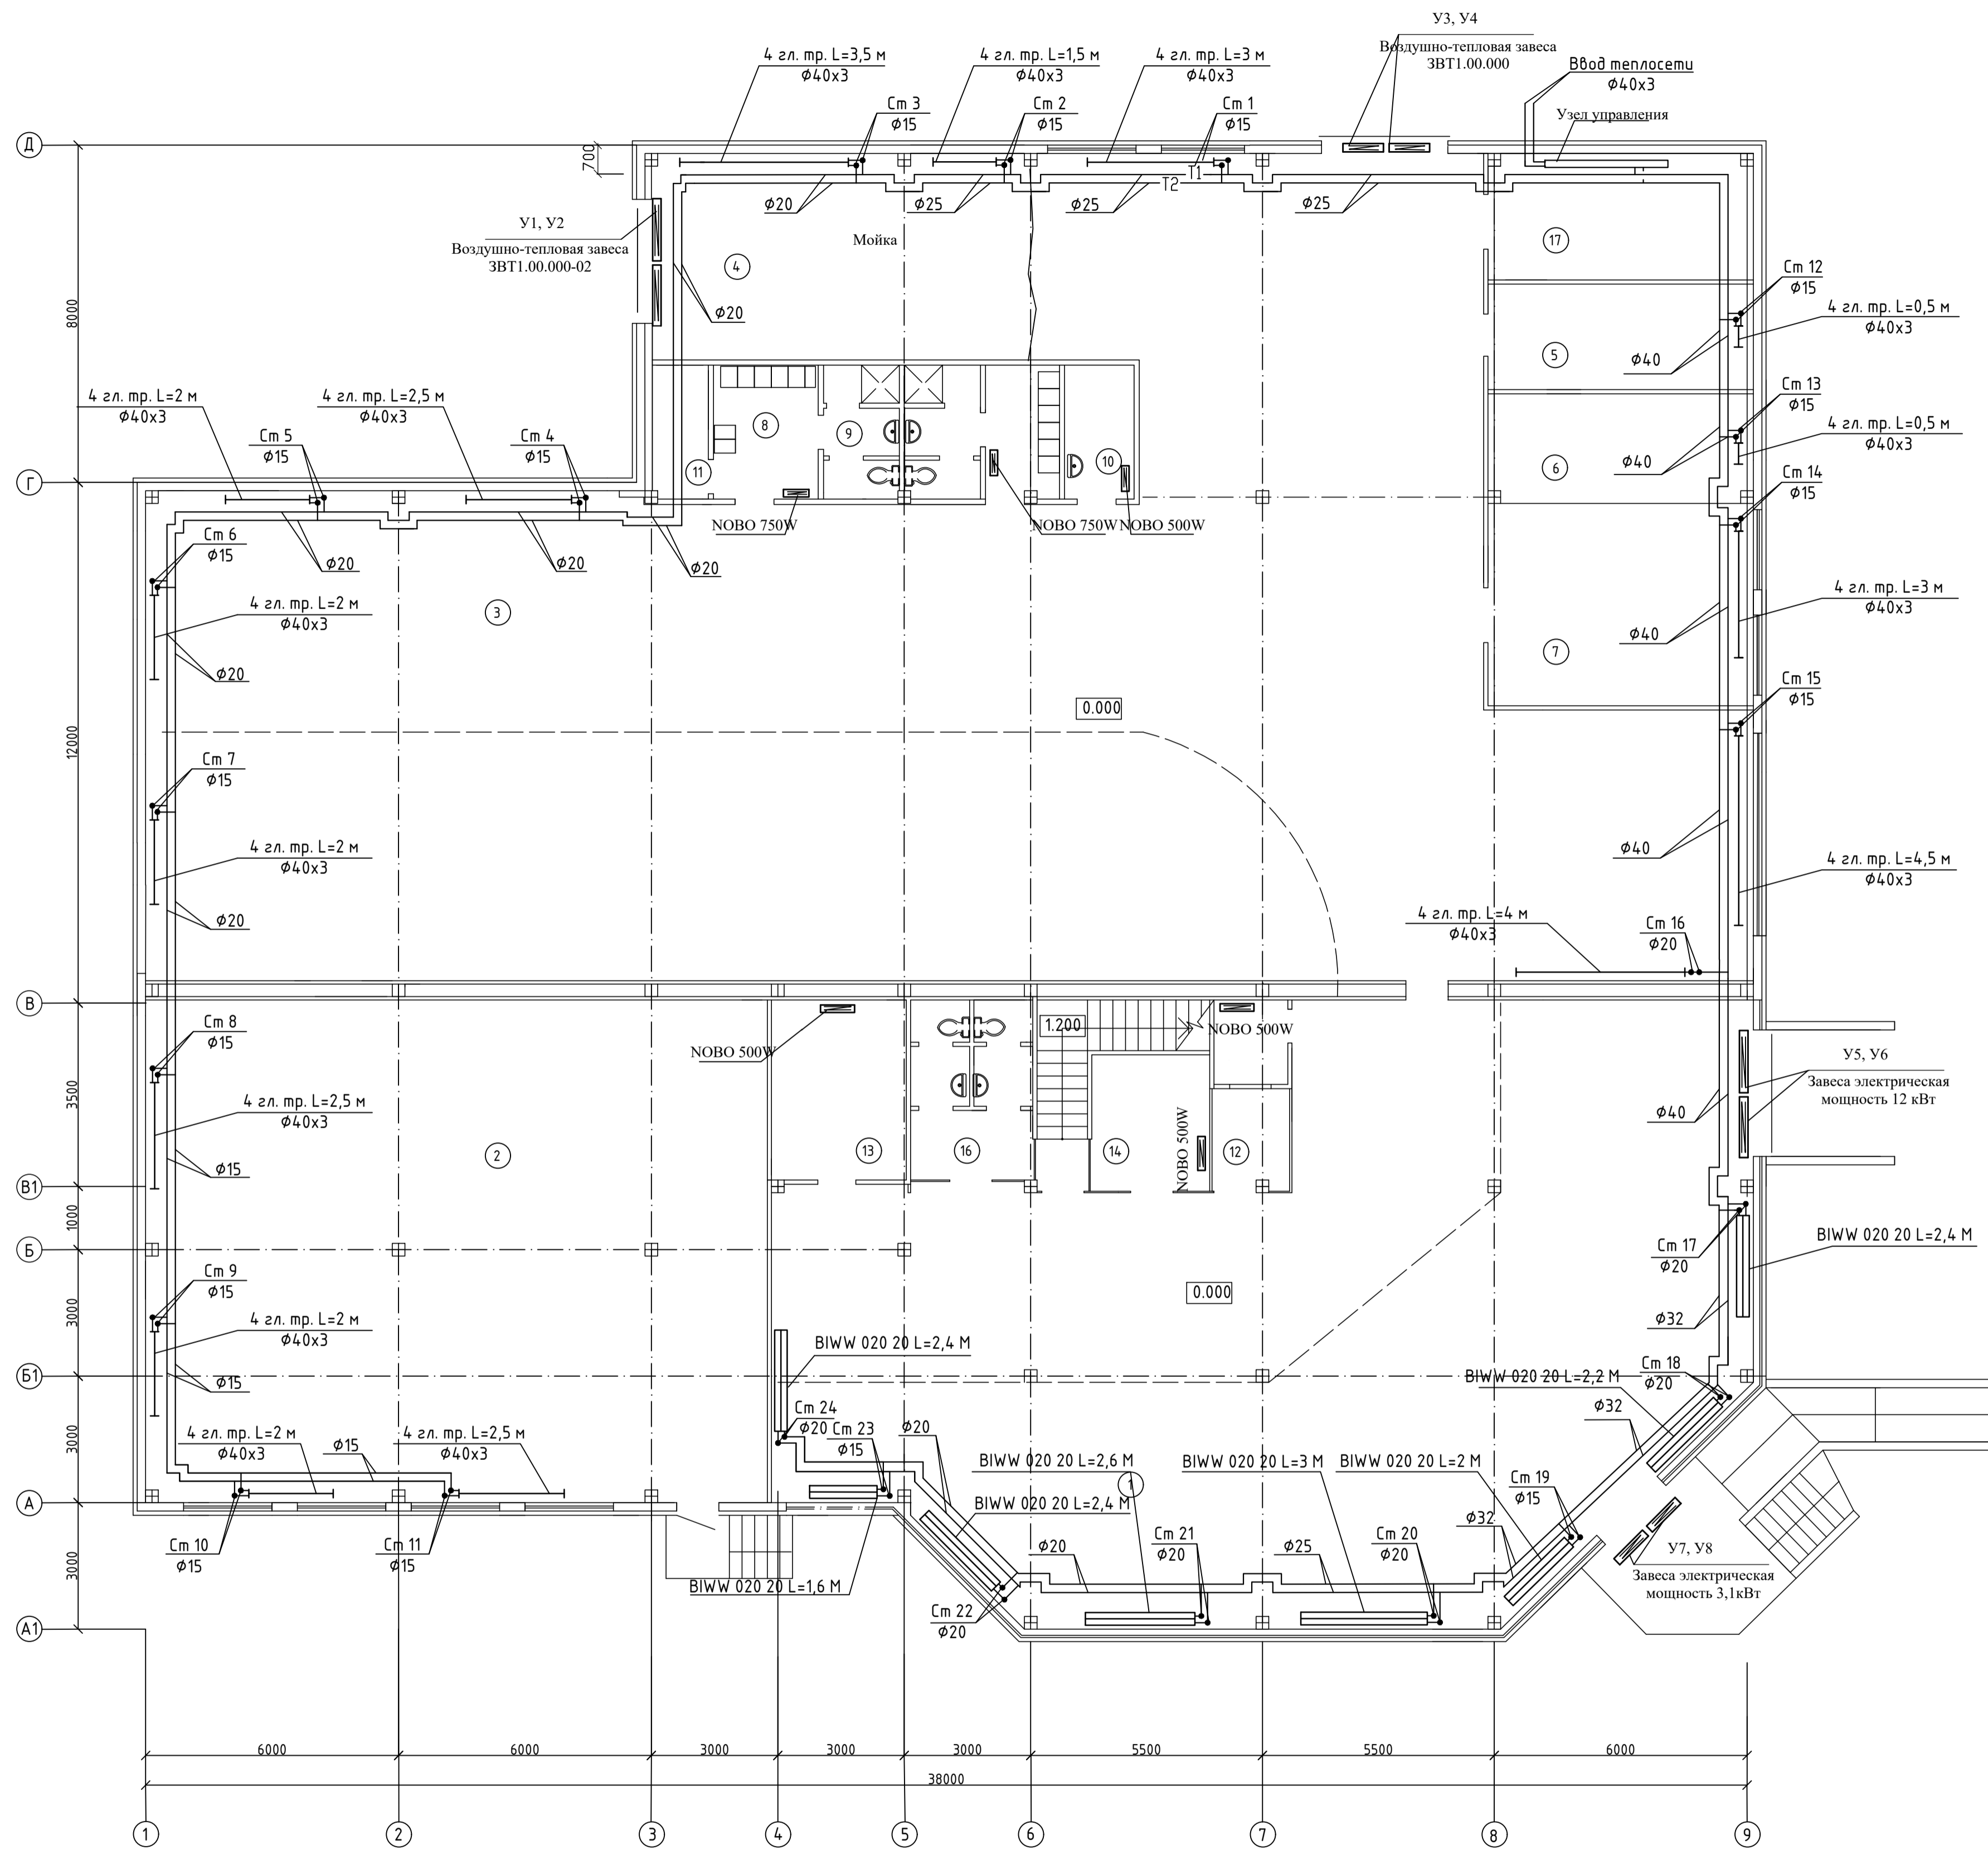 У3, У4
Воздушно-тепловая завеса
ЗВТ1.00.000
4 гл. тр. L=3,5 м
Ф40х3
4 гл. тр. L=1,5 м
Ф40х3
4 гл. тр. L=3 м
Ф40х3
Ввод теплосети
Ф40х3
Узел управления
Ст 3
Ф15
Ст 2
Ф15
Ст 1
Ф15
Д
700
Т1
Т2
Ф20
Ф25
Ф25
Ф25
У1, У2
Воздушно-тепловая завеса
ЗВТ1.00.000-02
Мойка
4
17
Ст 12
Ф15
4 гл. тр. L=0,5 м
Ф40х3
8000
Ф20
5
Ф40
4 гл. тр. L=2 м
Ф40х3
4 гл. тр. L=2,5 м
Ф40х3
Ст 13
Ф15
4 гл. тр. L=0,5 м
Ф40х3
Ст 5
Ф15
Ст 4
Ф15
8
9
10
11
6
Ф40
Ст 14
Ф15
Г
NOBO 750W
NOBO 750W
NOBO 500W
Ст 6
Ф15
Ф20
Ф20
Ф20
4 гл. тр. L=2 м
Ф40х3
3
4 гл. тр. L=3 м
Ф40х3
Ф40
7
Ф20
Ст 15
Ф15
0.000
12000
Ст 7
Ф15
4 гл. тр. L=2 м
Ф40х3
Ф40
4 гл. тр. L=4,5 м
Ф40х3
Ф20
4 гл. тр. L=4 м
Ф40х3
Ст 16
Ф20
В
Ст 8
Ф15
1.200
NOBO 500W
NOBO 500W
У5, У6
Завеса электрическая
мощность 12 кВт
3500
4 гл. тр. L=2,5 м
Ф40х3
Ф40
NOBO 500W
2
13
16
14
12
Ф15
В1
1000
Б
Ст 17
Ф20
BIWW 020 20 L=2,4 М
Ст 9
Ф15
0.000
3000
4 гл. тр. L=2 м
Ф40х3
Ф32
BIWW 020 20 L=2,4 М
Б1
Ф15
BIWW 020 20 L=2,2 М
Ст 18
Ф20
Ф32
Ст 24
Ф20
Ст 23
Ф15
Ф20
3000
4 гл. тр. L=2 м
Ф40х3
Ф15
4 гл. тр. L=2,5 м
Ф40х3
BIWW 020 20 L=2,6 М
BIWW 020 20 L=3 М
BIWW 020 20 L=2 М
1
Ст 19
Ф15
А
BIWW 020 20 L=2,4 М
Ф32
Ст 10
Ф15
Ст 11
Ф15
Ф20
Ст 21
Ф20
Ф25
Ст 20
Ф20
У7, У8
Завеса электрическая
мощность 3,1кВт
3000
BIWW 020 20 L=1,6 М
Ст 22
Ф20
А1
6000
6000
3000
3000
3000
5500
5500
6000
38000
1
2
3
4
5
6
7
8
9